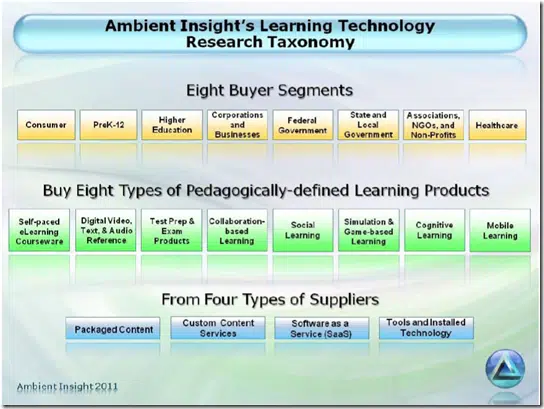 Ambient Insight's Learning Technology
Research Taxonomy
Eight Buyer Segments
Consumer
PreK-12
Higher
Education
Corporations
and
Businesses
Federal
Government
State and
Local
Government
Associations,
NGOs, and
Non-Profits
Healthcare
Buy Eight Types of Pedagogically-defined Learning Products
Self-paced
eLearning
Courseware
Digital Video,
Text, & Audio
Reference
Test Prep &
Exam
Products
Collaboration-
based
Learning
Social
Learning
Simulation &
Game-based
Learning
Cognitive
Learning
Mobile
Learning
From Four Types of Suppliers
Packaged Content
Custom Content
Services
Software as a
Service (SaaS)
Tools and Installed
Technology
Ambient Insight 2011